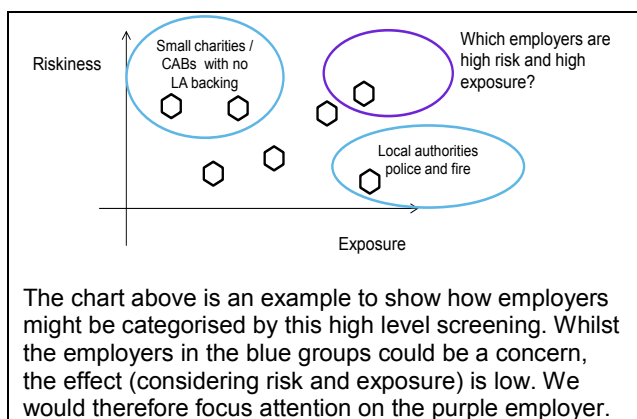 Riskiness
Small charities /
CABs with no
LA backing
Which employers are
high risk and high
exposure?
Local authorities
police and fire
Exposure
The chart above is an example to show how employers
might be categorised by this high level screening. Whilst
the employers in the blue groups could be a concern,
the effect (considering risk and exposure) is low. We
would therefore focus attention on the purple employer.